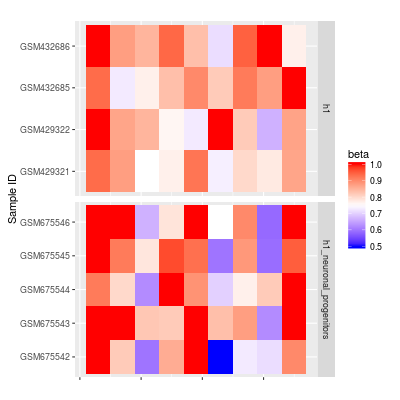 Sample ID
GSM432686
GSM432685
GSM429322
GSM429321
h1
GSM675546
GSM675545
GSM675544
GSM675543
GSM675542
h1_neuronal_progenitors
beta
1.0
0.9
0.8
0.7
0.6
0.5